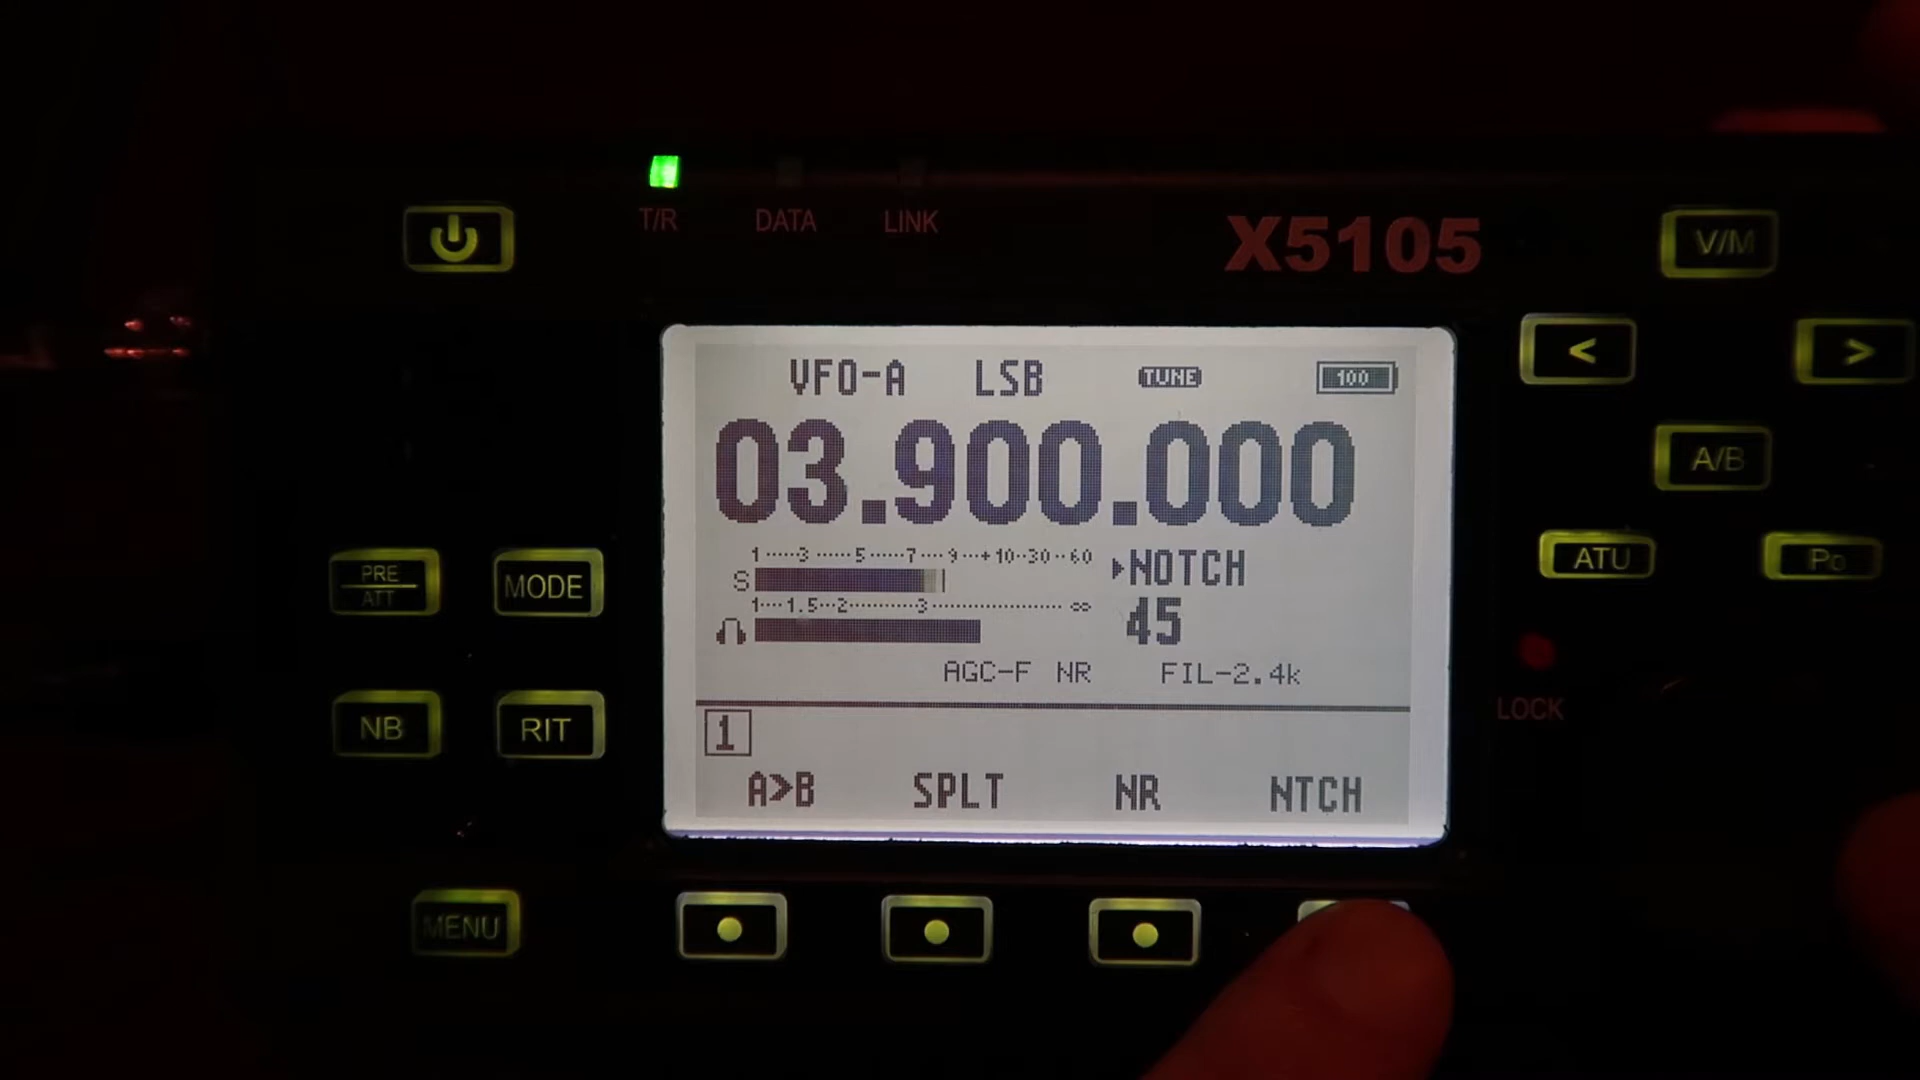 T/R DATA LINK
X5105
V/M
< >
VFO-A LSB TUNE 100
03.900.000
A/B
1·····3······5·····7···9···+10··30··60
S
▸NOTCH
ATU Po
PRE
ATT
MODE
1····1.5···2··········3··················∞
45
AGC-F NR FIL-2.4k
LOCK
NB RIT
1
A>B SPLT NR NTCH
MENU